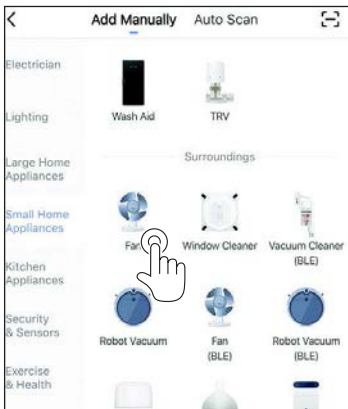 Add Manually Auto Scan
Electrician
Lighting
Large Home
Appliances
Small Home
Appliances
Kitchen
Appliances
Security
& Sensors
Exercise
& Health
Wash Aid TRV
Surroundings
Fan Window Cleaner Vacuum Cleaner
(BLE)
Robot Vacuum Fan
(BLE) Robot Vacuum
(BLE)